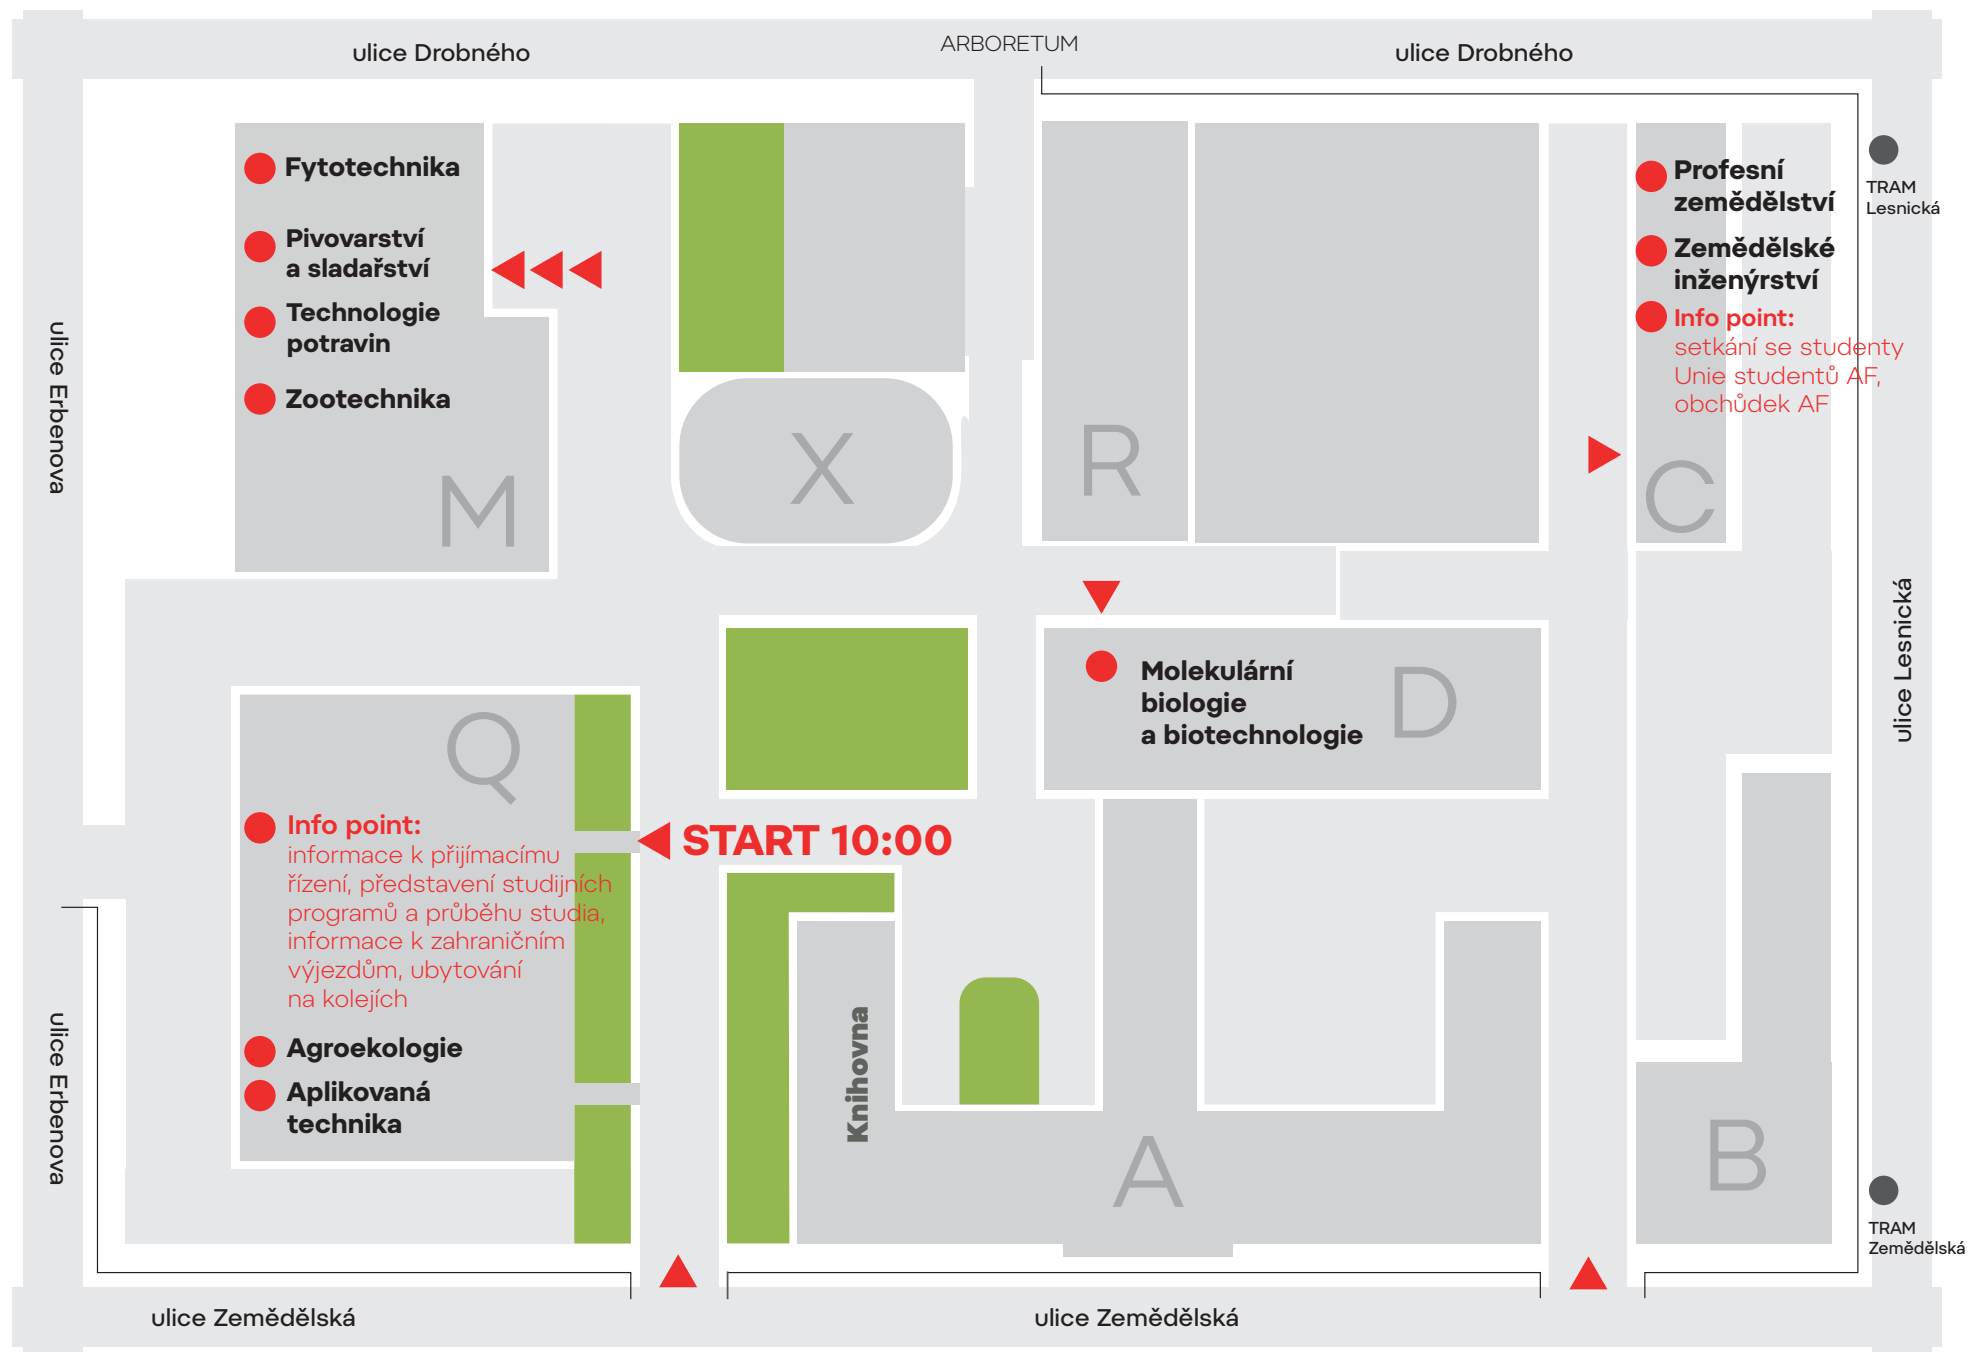 ulice Drobného
ARBORETUM
ulice Drobného
Fytotechnika
Pivovarství
a sladařství
Technologie
potravin
Zootechnika
M
X
R
Profesní
zemědělství
Zemědělské
inženýrství
Info point:
setkání se studenty
Unie studentů AF,
obchůdek AF
C
TRAM
Lesnická
ulice Erbenova
ulice Lesnická
Molekulární
biologie
a biotechnologie
D
Q
Info point:
informace k přijímacímu
řízení, představení studijních
programů a průběhu studia,
informace k zahraničním
výjezdům, ubytování
na kolejích
Agroekologie
Aplikovaná
technika
START 10:00
Knihovna
A
B
ulice Erbenova
TRAM
Zemědělská
ulice Zemědělská
ulice Zemědělská